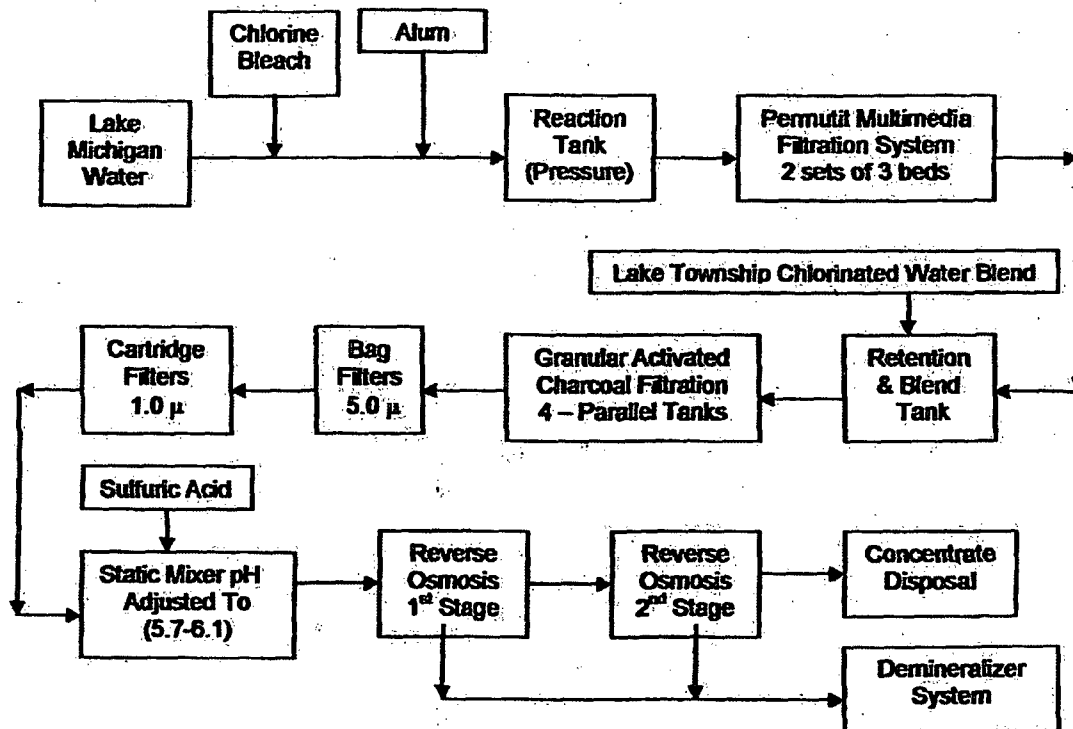 Chlorine
Bleach
Alum
Lake
Michigan
Water
Reaction
Tank
(Pressure)
Permutit Multimedia
Filtration System
2 sets of 3 beds
Lake Township Chlorinated Water Blend
Cartridge
Filters
1.0 µ
Bag
Filters
5.0 µ
Granular Activated
Charcoal Filtration
4 – Parallel Tanks
Retention
& Blend
Tank
Sulfuric Acid
Static Mixer pH
Adjusted To
(5.7-6.1)
Reverse
Osmosis
1st Stage
Reverse
Osmosis
2nd Stage
Concentrate
Disposal
Demineralizer
System